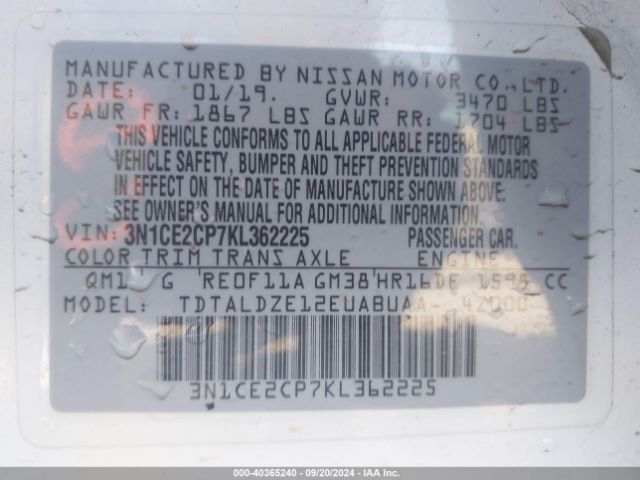 MANUFACTURED BY NISSAN MOTOR CO., LTD.
DATE: 01/19. GVWR: 3470 LBS
GAWR FR: 1867 LBS GAWR RR: 1704 LBS
THIS VEHICLE CONFORMS TO ALL APPLICABLE FEDERAL MOTOR
VEHICLE SAFETY, BUMPER AND THEFT PREVENTION STANDARDS
IN EFFECT ON THE DATE OF MANUFACTURE SHOWN ABOVE.
SEE OWNER'S MANUAL FOR ADDITIONAL INFORMATION
VIN: 3N1CE2CP7KL362225 PASSENGER CAR.
COLOR TRIM TRANS AXLE ENGINE
QM1 G RE0F11A GM38 HR16DE 1598 CC
MODEL: TDTALDZE12EUABUAA- 4Z000
3N1CE2CP7KL362225
000-40365240 - 09/20/2024 - IAA Inc.